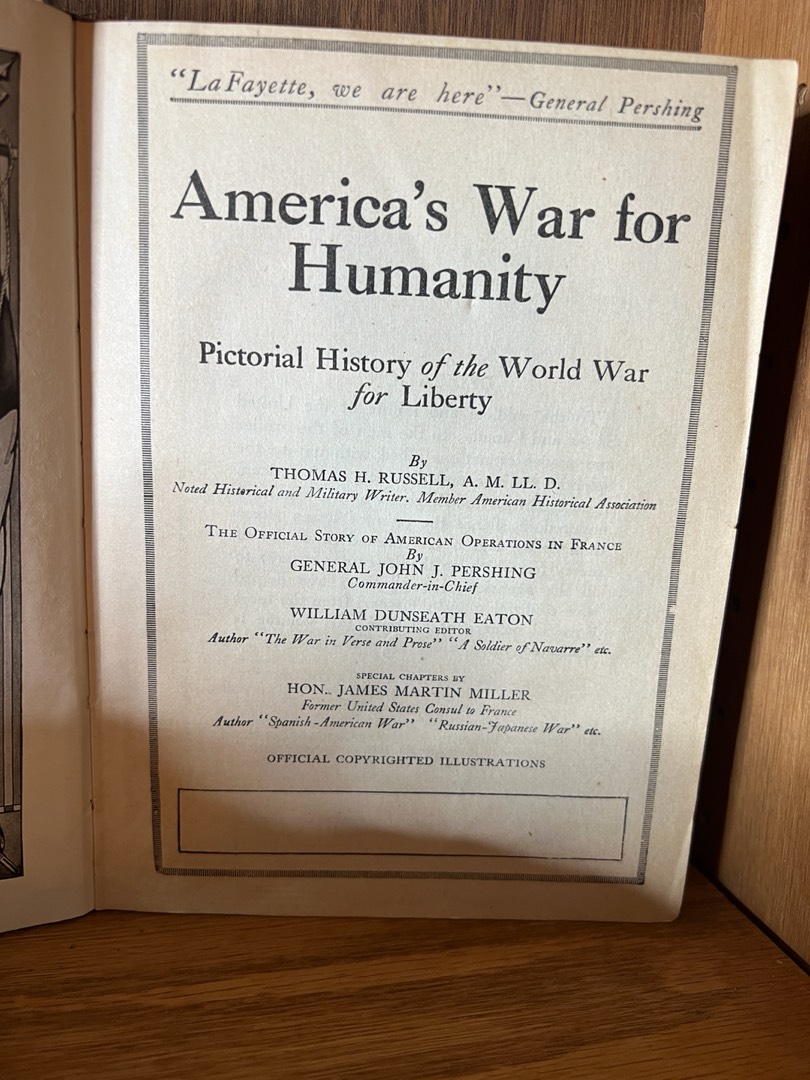 "LaFayette, we are here"—General Pershing
America's War for
Humanity
Pictorial History of the World War
for Liberty
By
THOMAS H. RUSSELL, A. M. LL. D.
Noted Historical and Military Writer. Member American Historical Association
THE OFFICIAL STORY OF AMERICAN OPERATIONS IN FRANCE
By
GENERAL JOHN J. PERSHING
Commander-in-Chief
WILLIAM DUNSEATH EATON
CONTRIBUTING EDITOR
Author "The War in Verse and Prose" "A Soldier of Navarre" etc.
SPECIAL CHAPTERS BY
HON. JAMES MARTIN MILLER
Former United States Consul to France
Author "Spanish-American War" "Russian-Japanese War" etc.
OFFICIAL COPYRIGHTED ILLUSTRATIONS